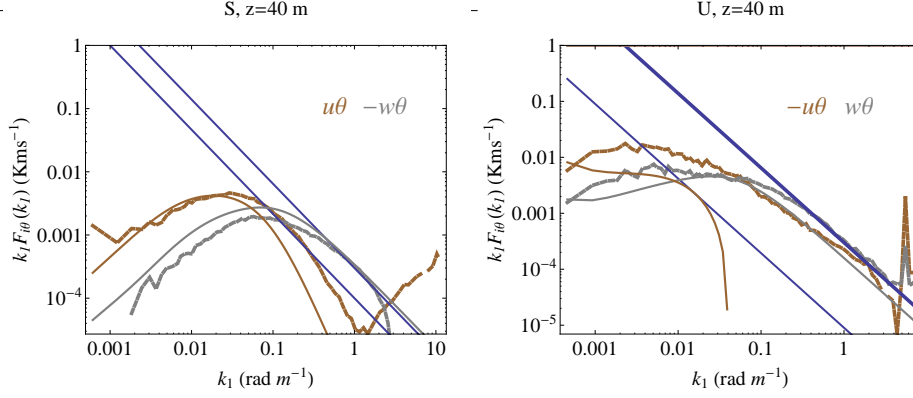 S, z=40 m
1
0.1
0.01
0.001
10⁻⁴
k₁F_{iθ}(k₁) (Kms⁻¹)
uθ −wθ
0.001 0.01 0.1 1 10
k₁ (rad m⁻¹)
U, z=40 m
1
0.1
0.01
0.001
10⁻⁴
10⁻⁵
k₁F_{iθ}(k₁) (Kms⁻¹)
−uθ wθ
0.001 0.01 0.1 1
k₁ (rad m⁻¹)